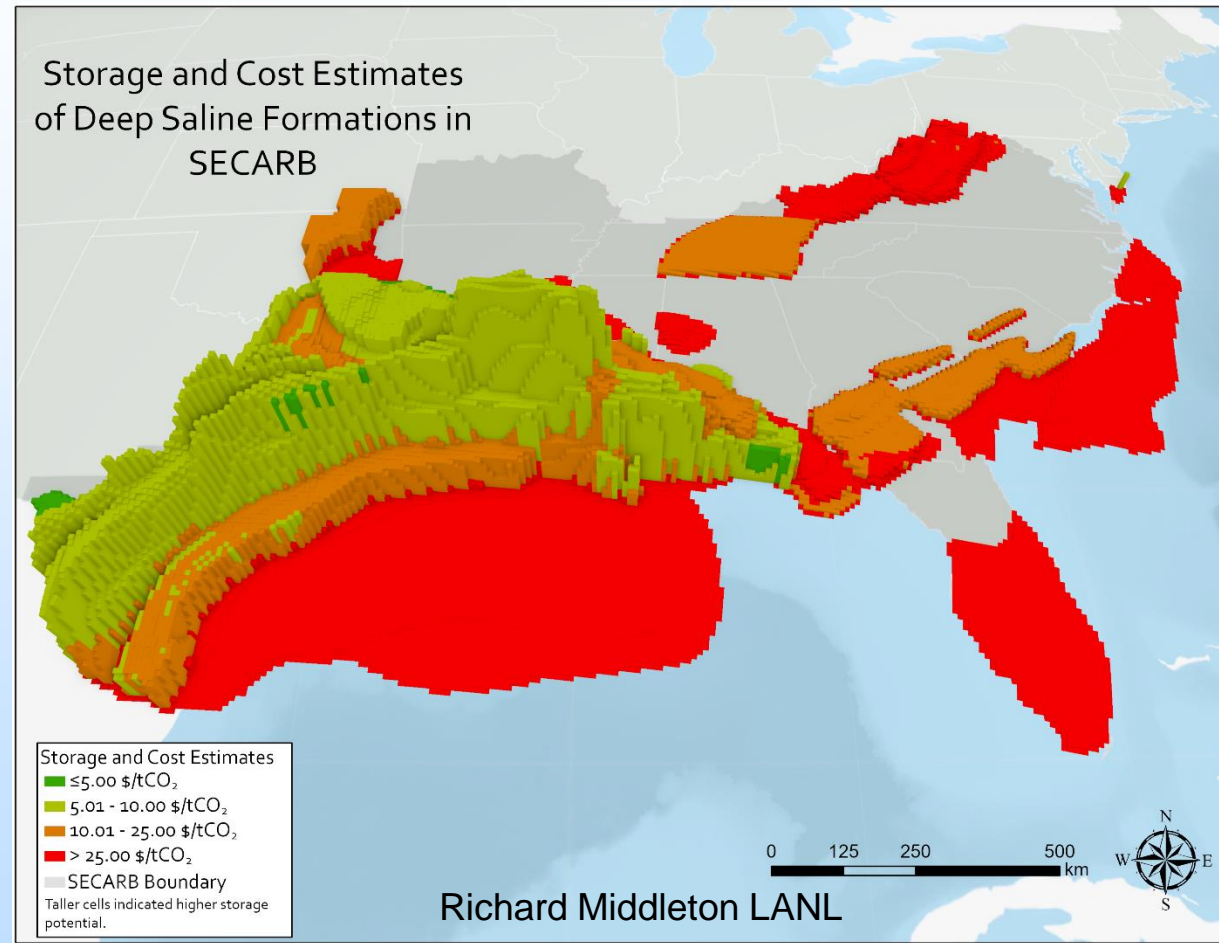 Storage and Cost Estimates
of Deep Saline Formations in
SECARB
Storage and Cost Estimates
≤5.00 $/tCO₂
5.01 - 10.00 $/tCO₂
10.01 - 25.00 $/tCO₂
> 25.00 $/tCO₂
SECARB Boundary
Taller cells indicated higher storage
potential.
0 125 250 500
km
N
W E
S
Richard Middleton LANL